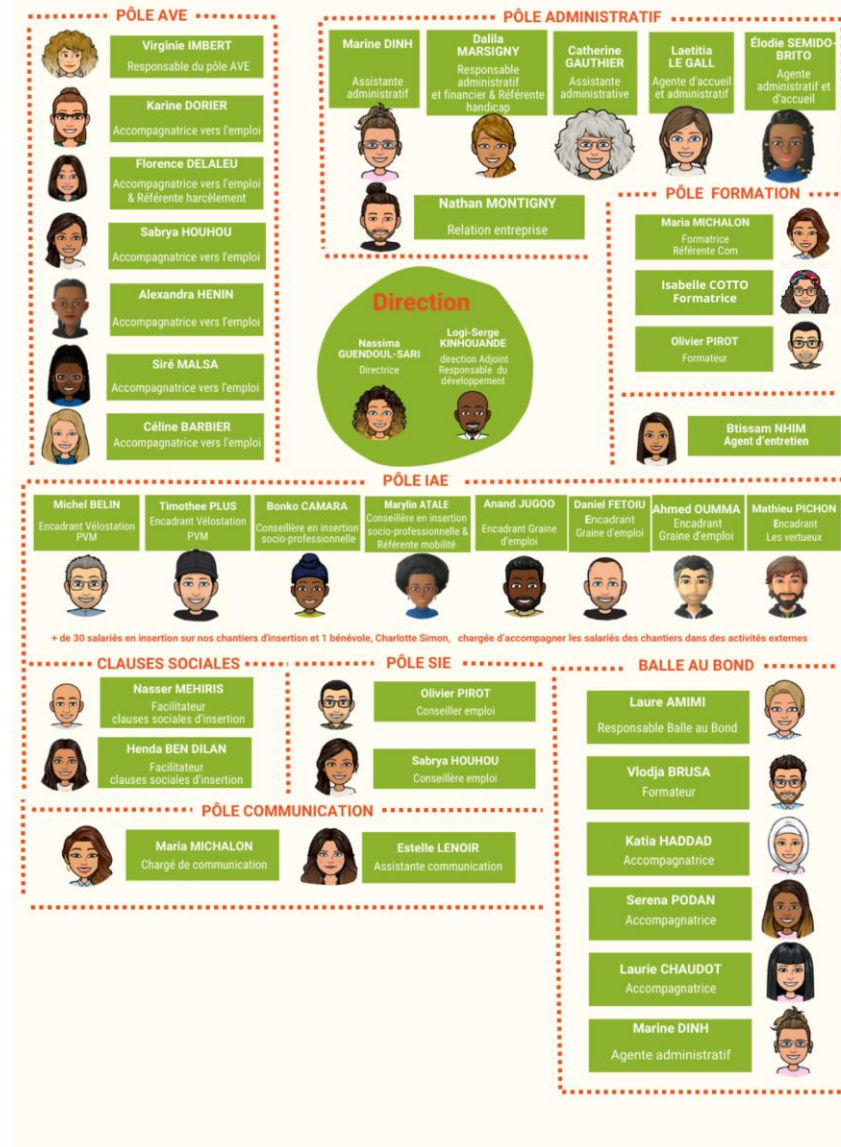 PÔLE AVE
Virginie IMBERT
Responsable du pôle AVE
Karine DORIER
Accompagnatrice vers l'emploi
Florence DELALEU
Accompagnatrice vers l'emploi
& Référente harcèlement
Sabrya HOUHOU
Accompagnatrice vers l'emploi
Alexandra HENIN
Accompagnatrice vers l'emploi
Siré MALSA
Accompagnatrice vers l'emploi
Céline BARBIER
Accompagnatrice vers l'emploi
PÔLE ADMINISTRATIF
Marine DINH
Assistante
administratif
Dalila
MARSIGNY
Responsable
administratif
et financier & Référente
handicap
Catherine
GAUTHIER
Assistante
administrative
Laetitia
LE GALL
Agente d'accueil
et administratif
Élodie SEMIDO-
BRITO
Agente
administratif et
d'accueil
Nathan MONTIGNY
Relation entreprise
PÔLE FORMATION
Maria MICHALON
Formatrice
Référente Com
Isabelle COTTO
Formatrice
Olivier PIROT
Formateur
Btissam NHIM
Agent d'entretien
Direction
Nassima
GUENDOUL-SARI
Directrice
Logi-Serge
KINHOUANDE
direction Adjoint
Responsable du
développement
PÔLE IAE
Michel BELIN
Encadrant Vélostation
PVM
Timothee PLUS
Encadrant Vélostation
PVM
Bonko CAMARA
Conseillère en insertion
socio-professionnelle
Marylin ATALE
Conseillère en insertion
socio-professionnelle &
Référente mobilité
Anand JUGOO
Encadrant Graine
d'emploi
Daniel FETOIU
Encadrant
Graine d'emploi
Ahmed OUMMA
Encadrant
Graine d'emploi
Mathieu PICHON
Encadrant
Les vertueux
+ de 30 salariés en insertion sur nos chantiers d'insertion et 1 bénévole, Charlotte Simon, chargée d'accompagner les salariés des chantiers dans des activités externes
CLAUSES SOCIALES
Nasser MEHIRIS
Facilitateur
clauses sociales d'insertion
Henda BEN DILAN
Facilitateur
clauses sociales d'insertion
PÔLE SIE
Olivier PIROT
Conseiller emploi
Sabrya HOUHOU
Conseillère emploi
PÔLE COMMUNICATION
Maria MICHALON
Chargé de communication
Estelle LENOIR
Assistante communication
BALLE AU BOND
Laure AMIMI
Responsable Balle au Bond
Vlodja BRUSA
Formateur
Katia HADDAD
Accompagnatrice
Serena PODAN
Accompagnatrice
Laurie CHAUDOT
Accompagnatrice
Marine DINH
Agente administratif